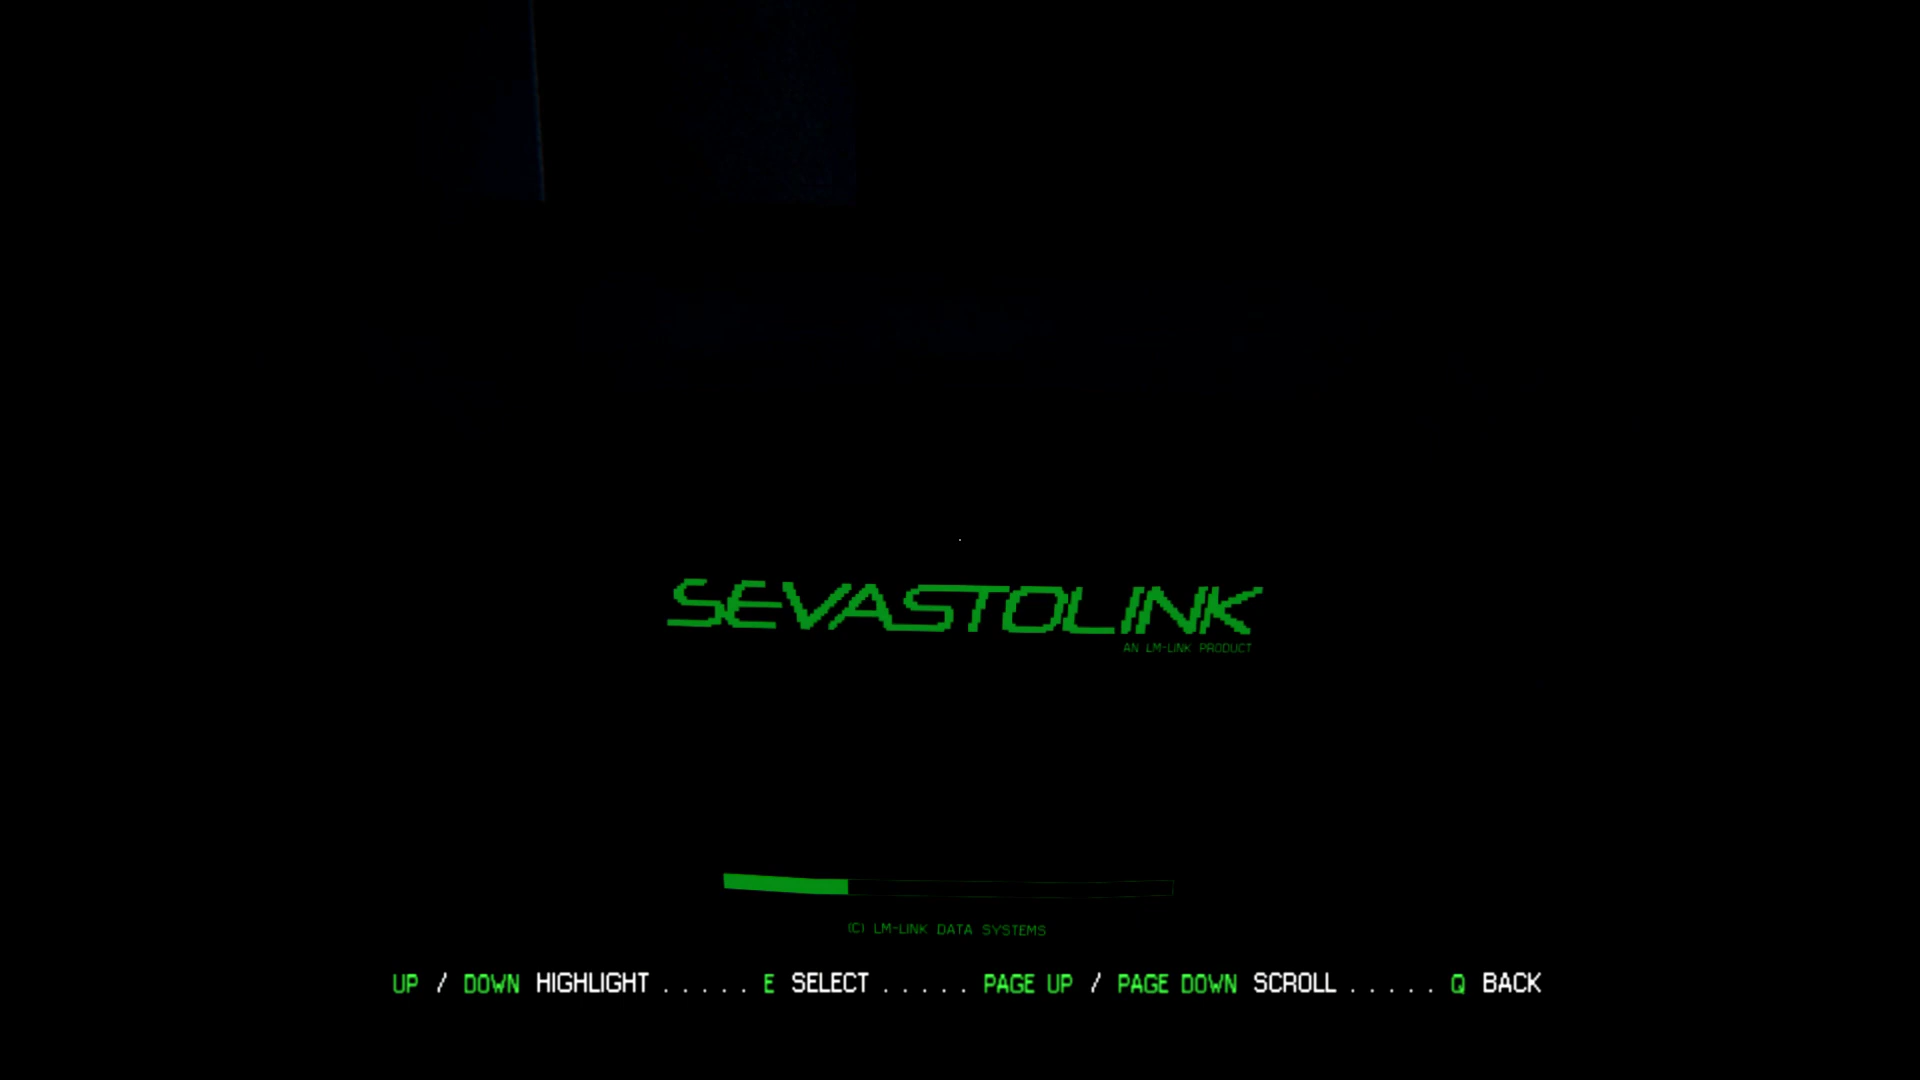 SEVASTOLINK
AN LM-LINK PRODUCT
(C) LM-LINK DATA SYSTEMS
UP / DOWN HIGHLIGHT ..... E SELECT ..... PAGE UP / PAGE DOWN SCROLL ..... Q BACK